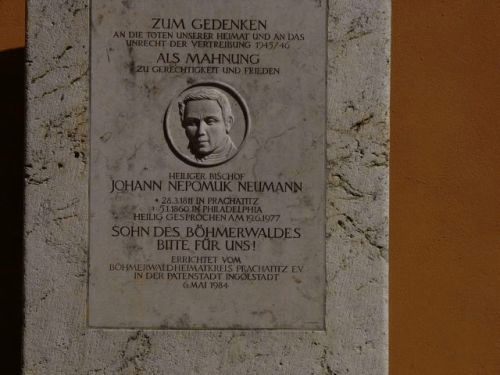 ZUM GEDENKEN
AN DIE TOTEN UNSERER HEIMAT UND AN DAS
UNRECHT DER VERTREIBUNG 1945/46
ALS MAHNUNG
ZU GERECHTIGKEIT UND FRIEDEN
HEILIGER BISCHOF
JOHANN NEPOMUK NEUMANN
* 28.3.1811 IN PRACHATITZ
+ 5.1.1860 IN PHILADELPHIA
HEILIG GESPROCHEN AM 19.6.1977
SOHN DES BÖHMERWALDES
BITTE FÜR UNS!
ERRICHTET VOM
BÖHMERWALDHEIMATKREIS PRACHATITZ E.V.
IN DER PATENSTADT INGOLSTADT
6. MAI 1984